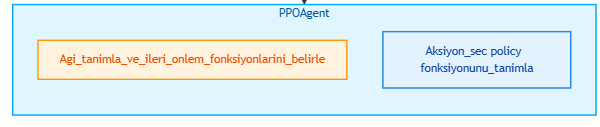 PPOAgent
Agi_tanimla_ve_ileri_onlem_fonksiyonlarini_belirle
Aksiyon_sec policy
fonksiyonunu_tanimla